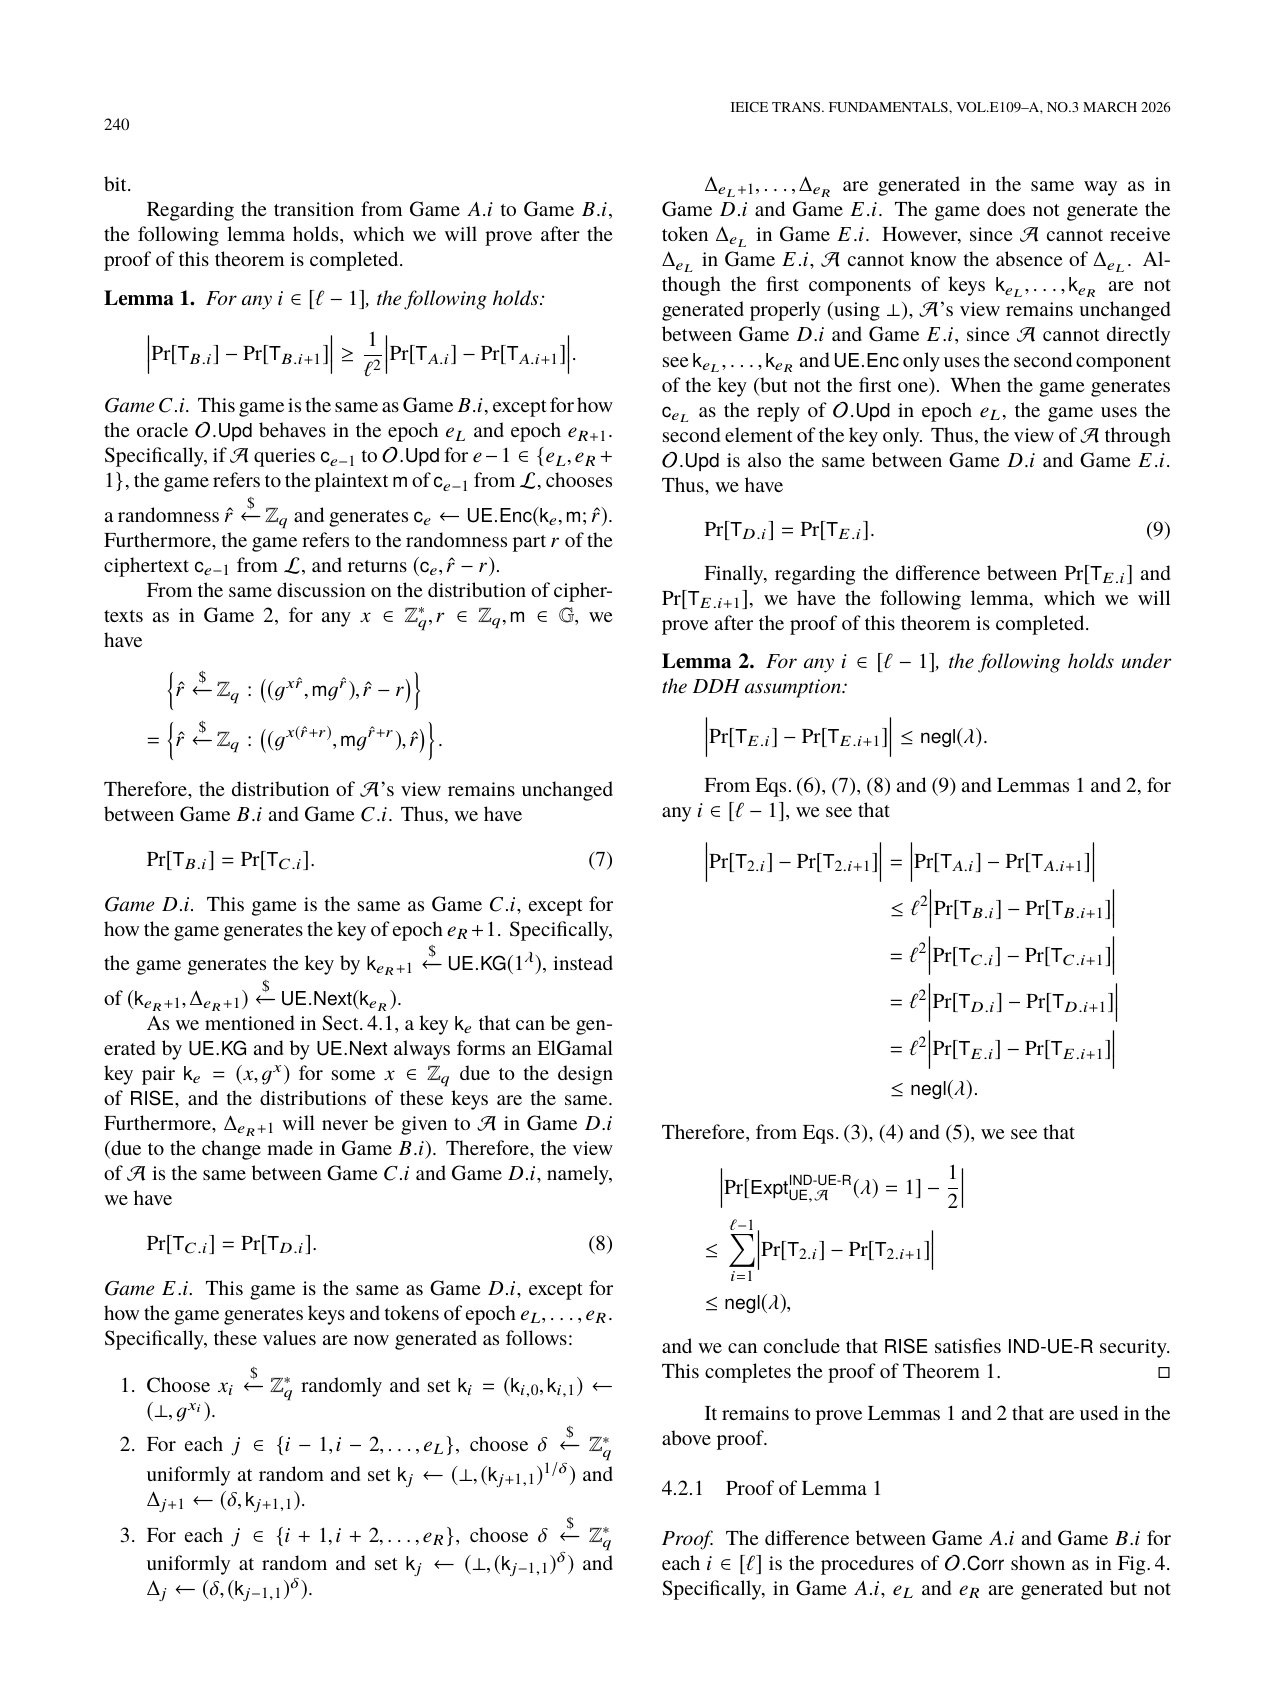 IEICE TRANS. FUNDAMENTALS, VOL.E109–A, NO.3 MARCH 2026
240
bit.
Regarding the transition from Game A.i to Game B.i,
the following lemma holds, which we will prove after the
proof of this theorem is completed.
Lemma 1. For any i ∈ [ℓ − 1], the following holds:
|Pr[T_{B.i}] − Pr[T_{B.i+1}]| ≥ 1/ℓ² |Pr[T_{A.i}] − Pr[T_{A.i+1}]|.
Game C.i. This game is the same as Game B.i, except for how
the oracle O.Upd behaves in the epoch e_L and epoch e_{R+1}.
Specifically, if 𝒜 queries c_{e−1} to O.Upd for e − 1 ∈ {e_L, e_R +
1}, the game refers to the plaintext m of c_{e−1} from ℒ, chooses
a randomness r̂ ←$ ℤ_q and generates c_e ← UE.Enc(k_e, m; r̂).
Furthermore, the game refers to the randomness part r of the
ciphertext c_{e−1} from ℒ, and returns (c_e, r̂ − r).
From the same discussion on the distribution of cipher-
texts as in Game 2, for any x ∈ ℤ*_q, r ∈ ℤ_q, m ∈ 𝔾, we
have
{r̂ ←$ ℤ_q : ((g^{xr̂}, mg^{r̂}), r̂ − r)}
= {r̂ ←$ ℤ_q : ((g^{x(r̂+r)}, mg^{r̂+r}), r̂)}.
Therefore, the distribution of 𝒜's view remains unchanged
between Game B.i and Game C.i. Thus, we have
Pr[T_{B.i}] = Pr[T_{C.i}]. (7)
Game D.i. This game is the same as Game C.i, except for
how the game generates the key of epoch e_R + 1. Specifically,
the game generates the key by k_{e_R+1} ←$ UE.KG(1^λ), instead
of (k_{e_R+1}, Δ_{e_R+1}) ←$ UE.Next(k_{e_R}).
As we mentioned in Sect. 4.1, a key k_e that can be gen-
erated by UE.KG and by UE.Next always forms an ElGamal
key pair k_e = (x, g^x) for some x ∈ ℤ_q due to the design
of RISE, and the distributions of these keys are the same.
Furthermore, Δ_{e_R+1} will never be given to 𝒜 in Game D.i
(due to the change made in Game B.i). Therefore, the view
of 𝒜 is the same between Game C.i and Game D.i, namely,
we have
Pr[T_{C.i}] = Pr[T_{D.i}]. (8)
Game E.i. This game is the same as Game D.i, except for
how the game generates keys and tokens of epoch e_L, . . . , e_R.
Specifically, these values are now generated as follows:
1. Choose x_i ←$ ℤ*_q randomly and set k_i = (k_{i,0}, k_{i,1}) ←
(⊥, g^{x_i}).
2. For each j ∈ {i − 1, i − 2, . . . , e_L}, choose δ ←$ ℤ*_q
uniformly at random and set k_j ← (⊥, (k_{j+1,1})^{1/δ}) and
Δ_{j+1} ← (δ, k_{j+1,1}).
3. For each j ∈ {i + 1, i + 2, . . . , e_R}, choose δ ←$ ℤ*_q
uniformly at random and set k_j ← (⊥, (k_{j−1,1})^δ) and
Δ_j ← (δ, (k_{j−1,1})^δ).
Δ_{e_L+1}, . . . , Δ_{e_R} are generated in the same way as in
Game D.i and Game E.i. The game does not generate the
token Δ_{e_L} in Game E.i. However, since 𝒜 cannot receive
Δ_{e_L} in Game E.i, 𝒜 cannot know the absence of Δ_{e_L}. Al-
though the first components of keys k_{e_L}, . . . , k_{e_R} are not
generated properly (using ⊥), 𝒜's view remains unchanged
between Game D.i and Game E.i, since 𝒜 cannot directly
see k_{e_L}, . . . , k_{e_R} and UE.Enc only uses the second component
of the key (but not the first one). When the game generates
c_{e_L} as the reply of O.Upd in epoch e_L, the game uses the
second element of the key only. Thus, the view of 𝒜 through
O.Upd is also the same between Game D.i and Game E.i.
Thus, we have
Pr[T_{D.i}] = Pr[T_{E.i}]. (9)
Finally, regarding the difference between Pr[T_{E.i}] and
Pr[T_{E.i+1}], we have the following lemma, which we will
prove after the proof of this theorem is completed.
Lemma 2. For any i ∈ [ℓ − 1], the following holds under
the DDH assumption:
|Pr[T_{E.i}] − Pr[T_{E.i+1}]| ≤ negl(λ).
From Eqs. (6), (7), (8) and (9) and Lemmas 1 and 2, for
any i ∈ [ℓ − 1], we see that
|Pr[T_{2.i}] − Pr[T_{2.i+1}]| = |Pr[T_{A.i}] − Pr[T_{A.i+1}]|
≤ ℓ²|Pr[T_{B.i}] − Pr[T_{B.i+1}]|
= ℓ²|Pr[T_{C.i}] − Pr[T_{C.i+1}]|
= ℓ²|Pr[T_{D.i}] − Pr[T_{D.i+1}]|
= ℓ²|Pr[T_{E.i}] − Pr[T_{E.i+1}]|
≤ negl(λ).
Therefore, from Eqs. (3), (4) and (5), we see that
|Pr[Expt^{IND-UE-R}_{UE,𝒜}(λ) = 1] − 1/2|
≤ ∑_{i=1}^{ℓ−1} |Pr[T_{2.i}] − Pr[T_{2.i+1}]|
≤ negl(λ),
and we can conclude that RISE satisfies IND-UE-R security.
This completes the proof of Theorem 1. □
It remains to prove Lemmas 1 and 2 that are used in the
above proof.
4.2.1 Proof of Lemma 1
Proof. The difference between Game A.i and Game B.i for
each i ∈ [ℓ] is the procedures of O.Corr shown as in Fig. 4.
Specifically, in Game A.i, e_L and e_R are generated but not